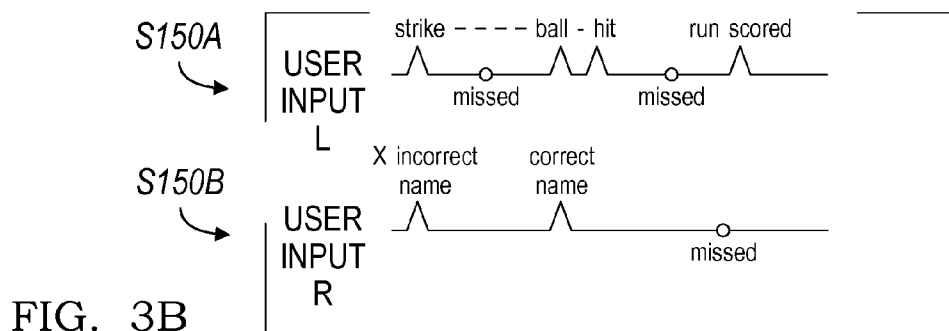 S150A
USER
INPUT
L
strike - - - - - ball - hit
run scored
missed
missed
S150B
USER
INPUT
R
X incorrect
name
correct
name
missed
FIG. 3B